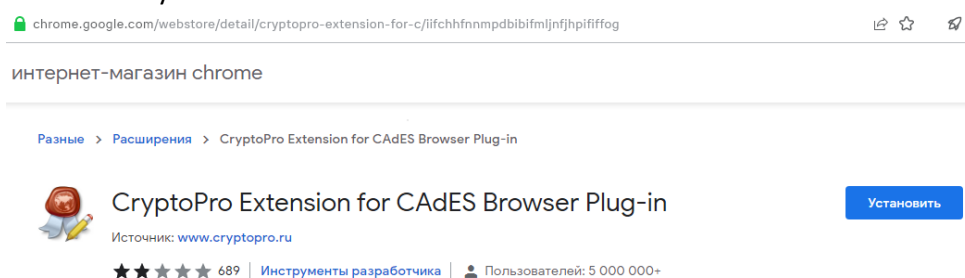 chrome.google.com/webstore/detail/cryptopro-extension-for-c/iifchhfnnmpdbibifmljnfjhpififfog
интернет-магазин chrome
Разные > Расширения > CryptoPro Extension for CAdES Browser Plug-in
CryptoPro Extension for CAdES Browser Plug-in
Установить
Источник: www.cryptopro.ru
689 | Инструменты разработчика | Пользователей: 5 000 000+